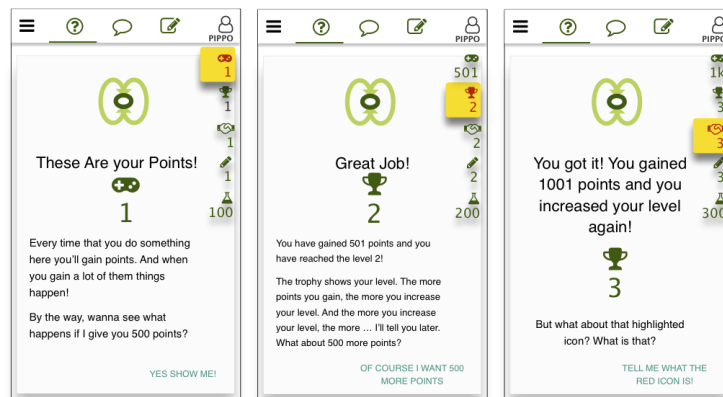 PIPPO
1
1
1
1
100
These Are your Points!
1
Every time that you do something
here you'll gain points. And when
you gain a lot of them things
happen!
By the way, wanna see what
happens if I give you 500 points?
YES SHOW ME!
PIPPO
501
2
2
2
200
Great Job!
2
You have gained 501 points and you
have reached the level 2!
The trophy shows your level. The more
points you gain, the more you increase
your level. And the more you increase
your level, the more ... I'll tell you later.
What about 500 more points?
OF COURSE I WANT 500
MORE POINTS
PIPPO
1k
3
3
3
300
You got it! You gained
1001 points and you
increased your level
again!
3
But what about that highlighted
icon? What is that?
TELL ME WHAT THE
RED ICON IS!